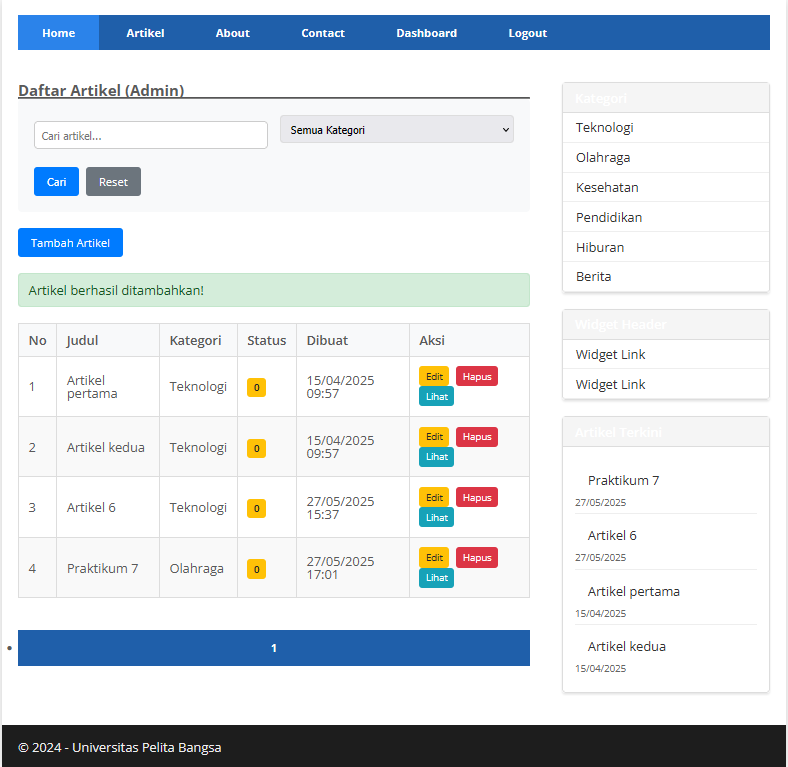 Home Artikel About Contact Dashboard Logout
Daftar Artikel (Admin)
Cari artikel...
Semua Kategori
Cari Reset
Tambah Artikel
Artikel berhasil ditambahkan!
No Judul Kategori Status Dibuat Aksi
1 Artikel pertama Teknologi 0 15/04/2025 09:57 Edit Hapus Lihat
2 Artikel kedua Teknologi 0 15/04/2025 09:57 Edit Hapus Lihat
3 Artikel 6 Teknologi 0 27/05/2025 15:37 Edit Hapus Lihat
4 Praktikum 7 Olahraga 0 27/05/2025 17:01 Edit Hapus Lihat
1
Kategori
Teknologi
Olahraga
Kesehatan
Pendidikan
Hiburan
Berita
Widget Header
Widget Link
Widget Link
Artikel Terkini
Praktikum 7
27/05/2025
Artikel 6
27/05/2025
Artikel pertama
15/04/2025
Artikel kedua
15/04/2025
© 2024 - Universitas Pelita Bangsa